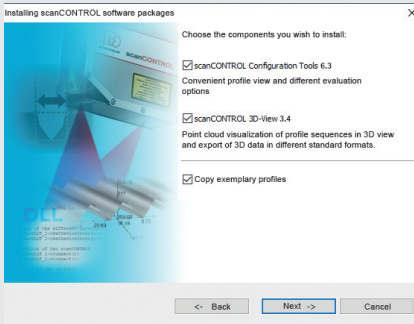 Installing scanCONTROL software packages
Choose the components you wish to install:
scanCONTROL Configuration Tools 6.3
Convenient profile view and different evaluation
options
scanCONTROL 3D-View 3.4
Point cloud visualization of profile sequences in 3D view
and export of 3D data in different standard formats.
Copy exemplary profiles
scanCONTROL
DLL
<- Back
Next ->
Cancel